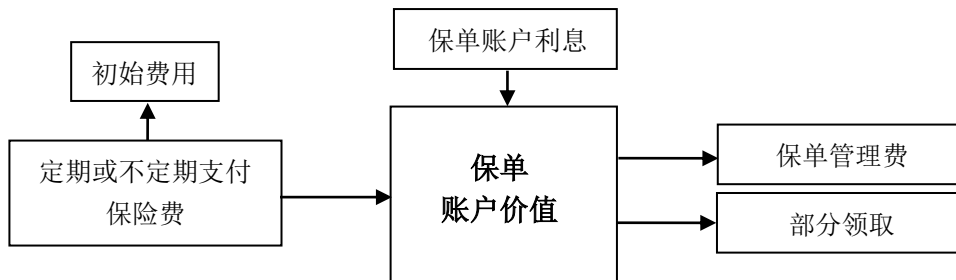 保单账户利息
初始费用
定期或不定期支付
保险费
保单
账户价值
保单管理费
部分领取